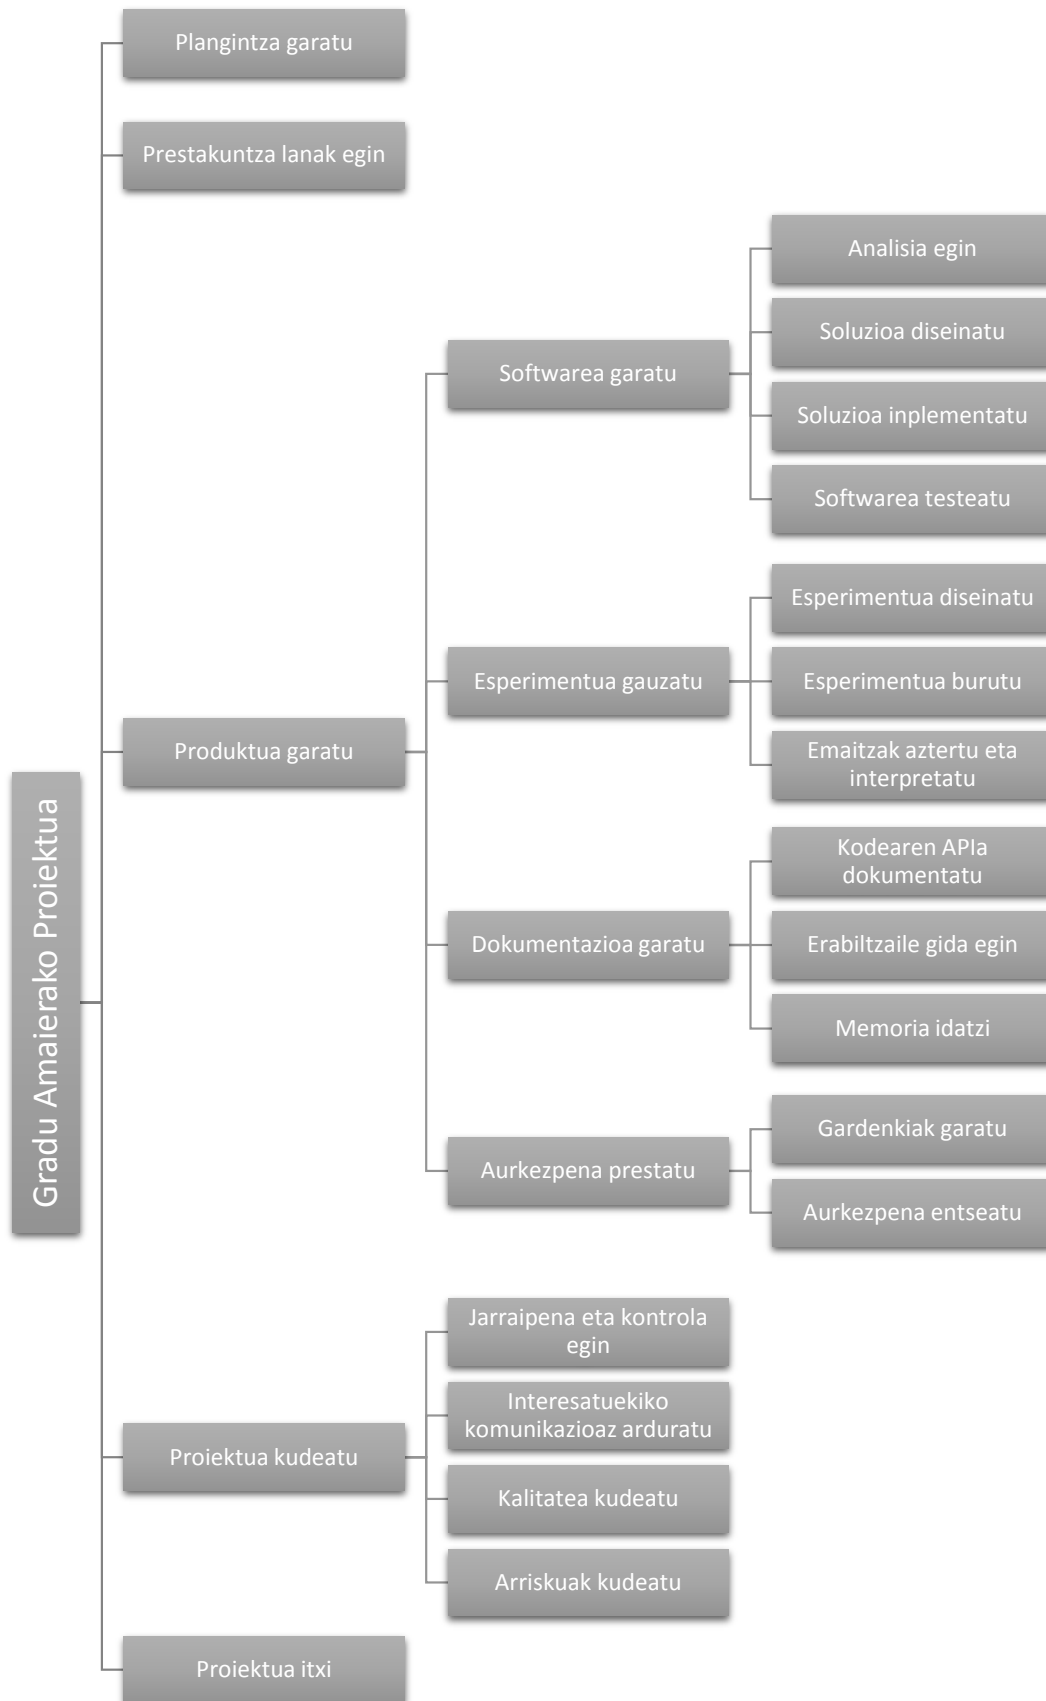 Gradu Amaierako Proiektua
Plangintza garatu
Prestakuntza lanak egin
Produktua garatu
Softwarea garatu
Analisia egin
Soluzioa diseinatu
Soluzioa inplementatu
Softwarea testeatu
Esperimentua gauzatu
Esperimentua diseinatu
Esperimentua burutu
Emaitzak aztertu eta
interpretatu
Dokumentazioa garatu
Kodearen APIa
dokumentatu
Erabiltzaile gida egin
Memoria idatzi
Aurkezpena prestatu
Gardenkiak garatu
Aurkezpena entseatu
Proiektua kudeatu
Jarraipena eta kontrola
egin
Interesatuekiko
komunikazioaz arduratu
Kalitatea kudeatu
Arriskuak kudeatu
Proiektua itxi